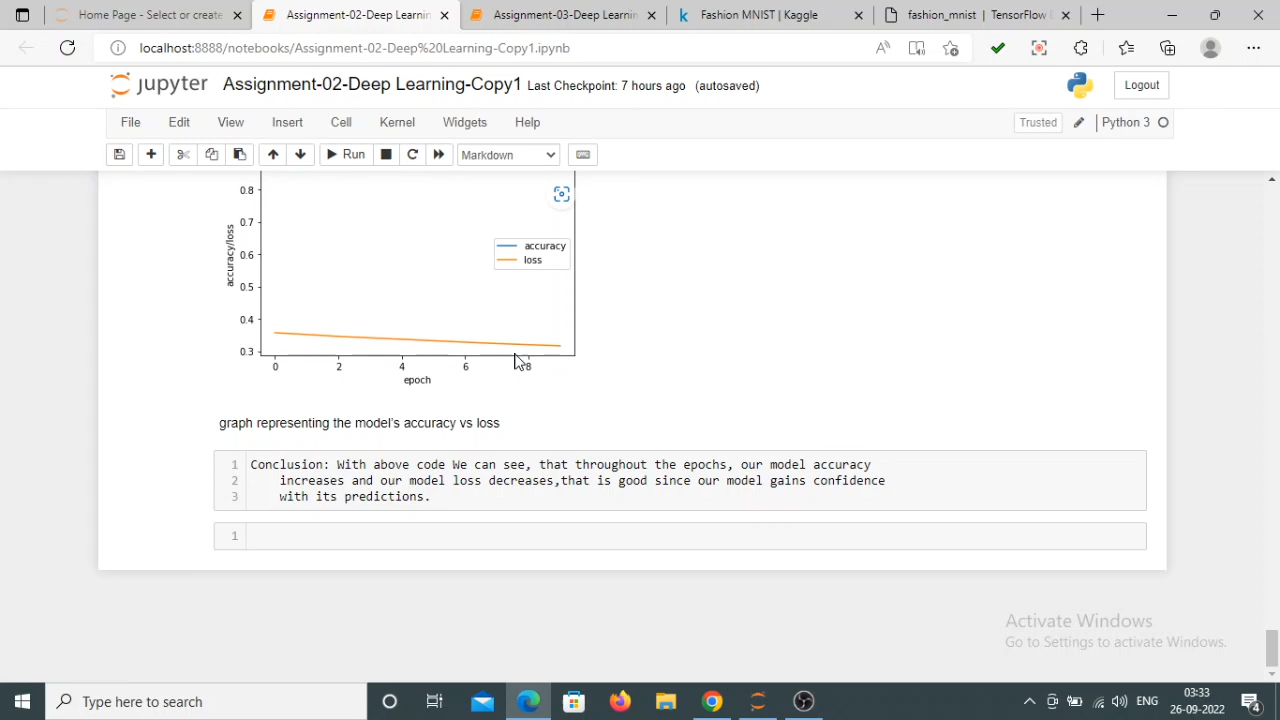 Home Page - Select or create
Assignment-02-Deep Learnin
Assignment-03-Deep Learnin
Fashion MNIST | Kaggle
fashion_mnist | TensorFlow
localhost:8888/notebooks/Assignment-02-Deep%20Learning-Copy1.ipynb
jupyter Assignment-02-Deep Learning-Copy1 Last Checkpoint: 7 hours ago (autosaved)
Logout
File Edit View Insert Cell Kernel Widgets Help Trusted Python 3
Run Markdown
0.8
0.7
0.6
0.5
0.4
0.3
accuracy/loss
accuracy
loss
0 2 4 6 8
epoch
graph representing the model's accuracy vs loss
1 Conclusion: With above code We can see, that throughout the epochs, our model accuracy
2 increases and our model loss decreases,that is good since our model gains confidence
3 with its predictions.
1
Activate Windows
Go to Settings to activate Windows.
Type here to search
ENG
03:33
26-09-2022
4